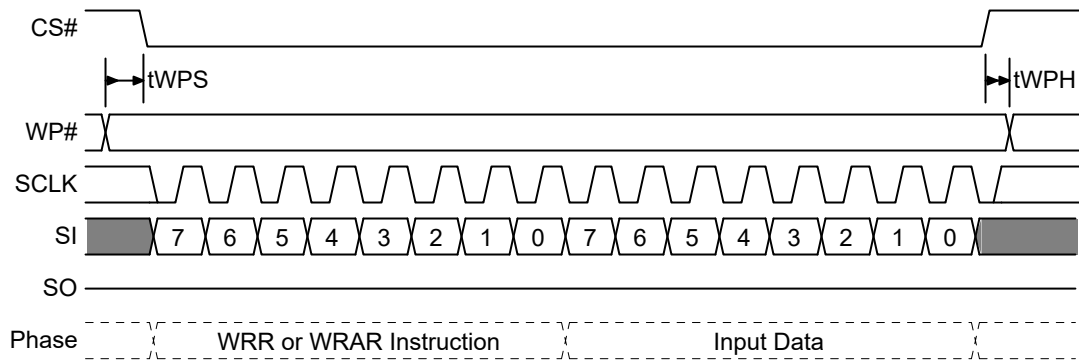 CS#
tWPS
tWPH
WP#
SCLK
SI 7 6 5 4 3 2 1 0 7 6 5 4 3 2 1 0
SO
Phase WRR or WRAR Instruction Input Data